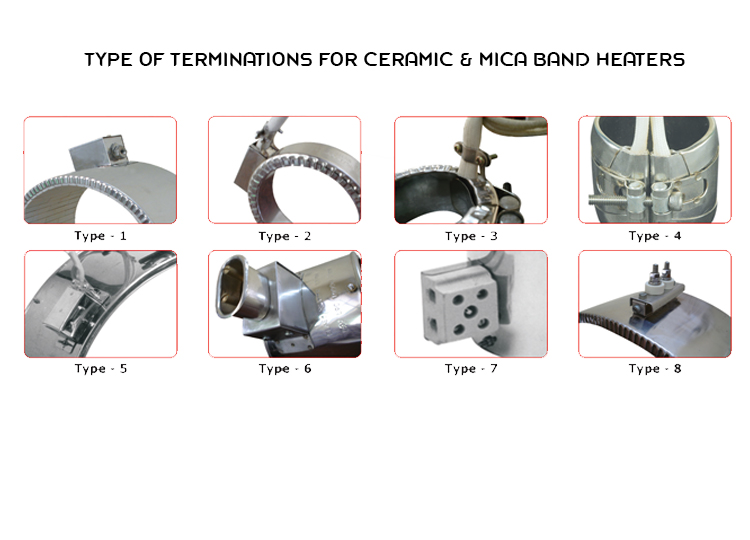 TYPE OF TERMINATIONS FOR CERAMIC & MICA BAND HEATERS
Type - 1
Type - 2
Type - 3
Type - 4
Type - 5
Type - 6
Type - 7
Type - 8